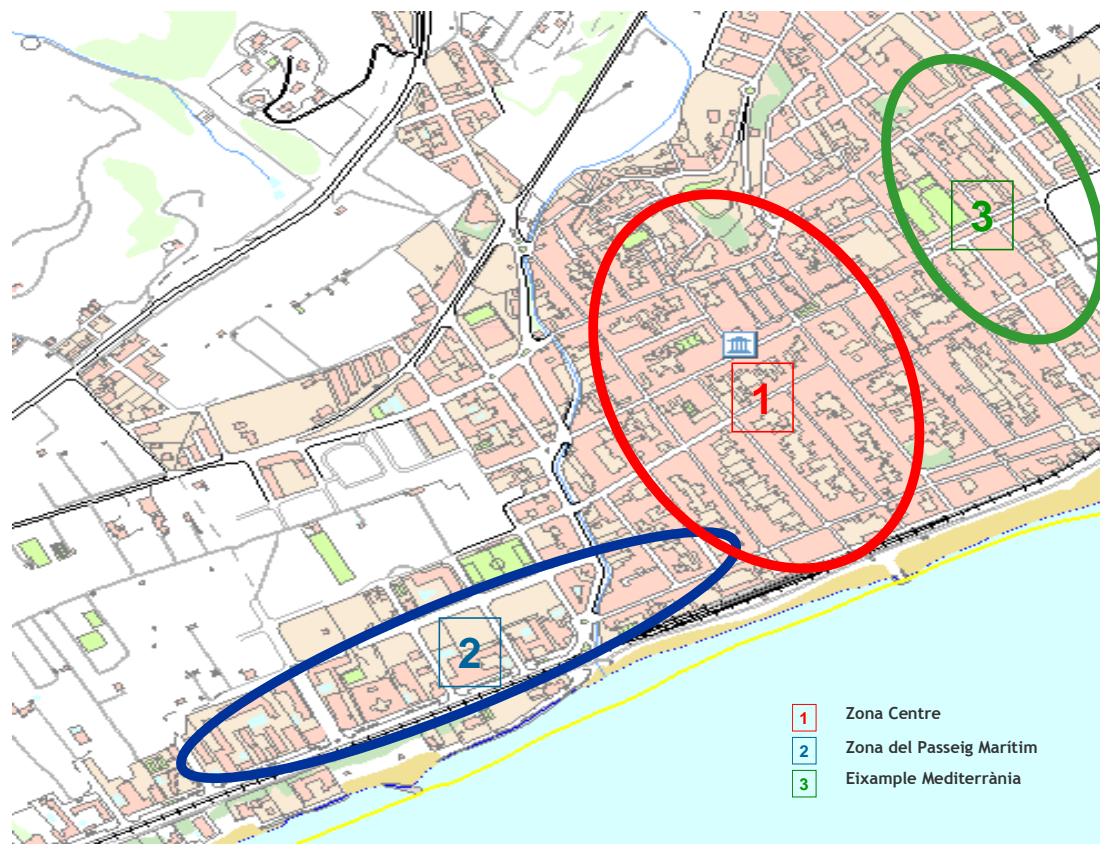 3
1
2
1 Zona Centre
2 Zona del Passeig Marítim
3 Eixample Mediterrània